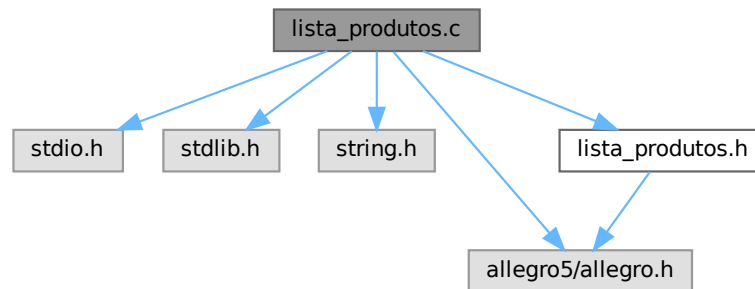 lista_produtos.c
stdio.h
stdlib.h
string.h
lista_produtos.h
allegro5/allegro.h